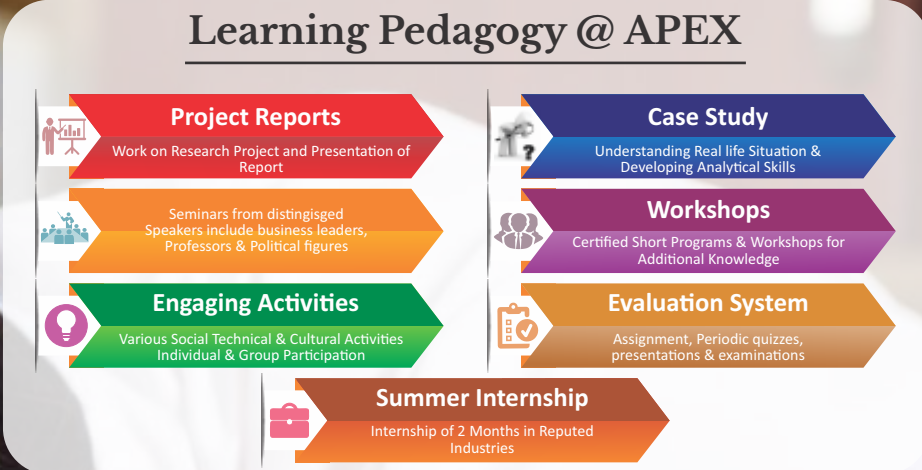 Learning Pedagogy @ APEX
Project Reports
Work on Research Project and Presentation of
Report
Case Study
Understanding Real life Situation &
Developing Analytical Skills
?
Seminars from distingisged
Speakers include business leaders,
Professors & Political figures
Workshops
Certified Short Programs & Workshops for
Additional Knowledge
Engaging Activities
Various Social Technical & Cultural Activities
Individual & Group Participation
Evaluation System
Assignment, Periodic quizzes,
presentations & examinations
Summer Internship
Internship of 2 Months in Reputed
Industries